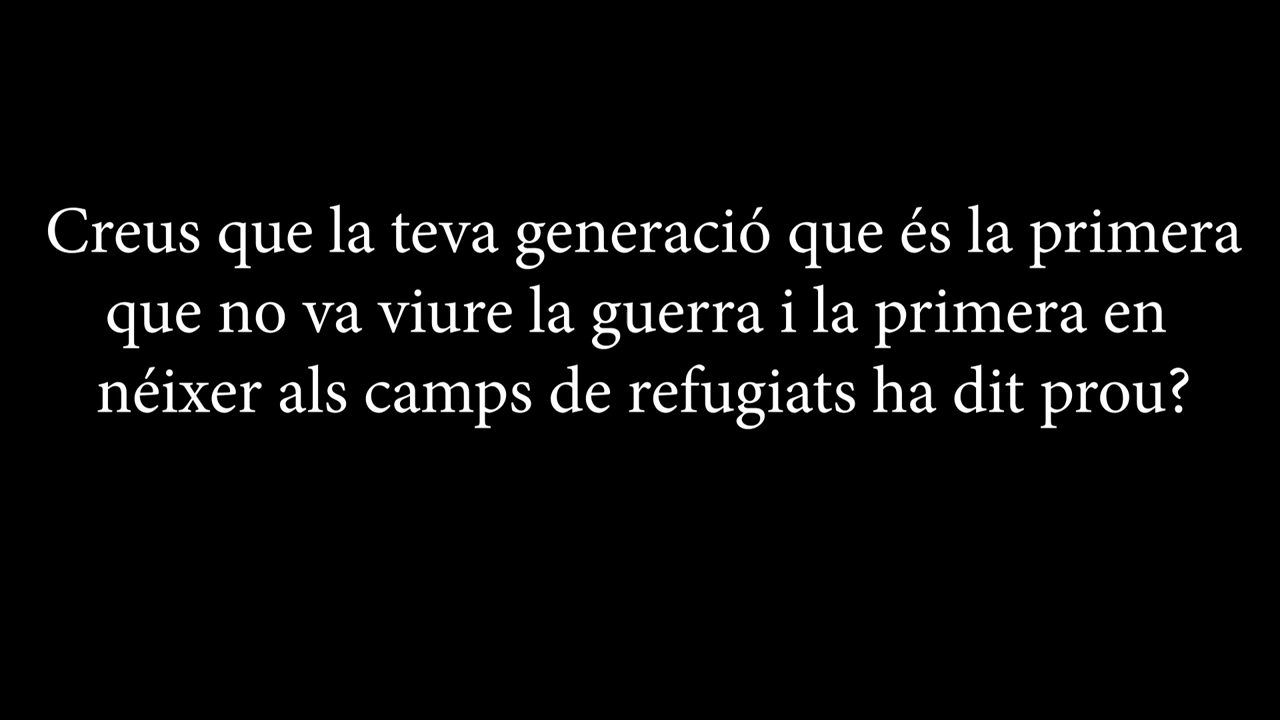 Creus que la teva generació que és la primera
que no va viure la guerra i la primera en
néixer als camps de refugiats ha dit prou?